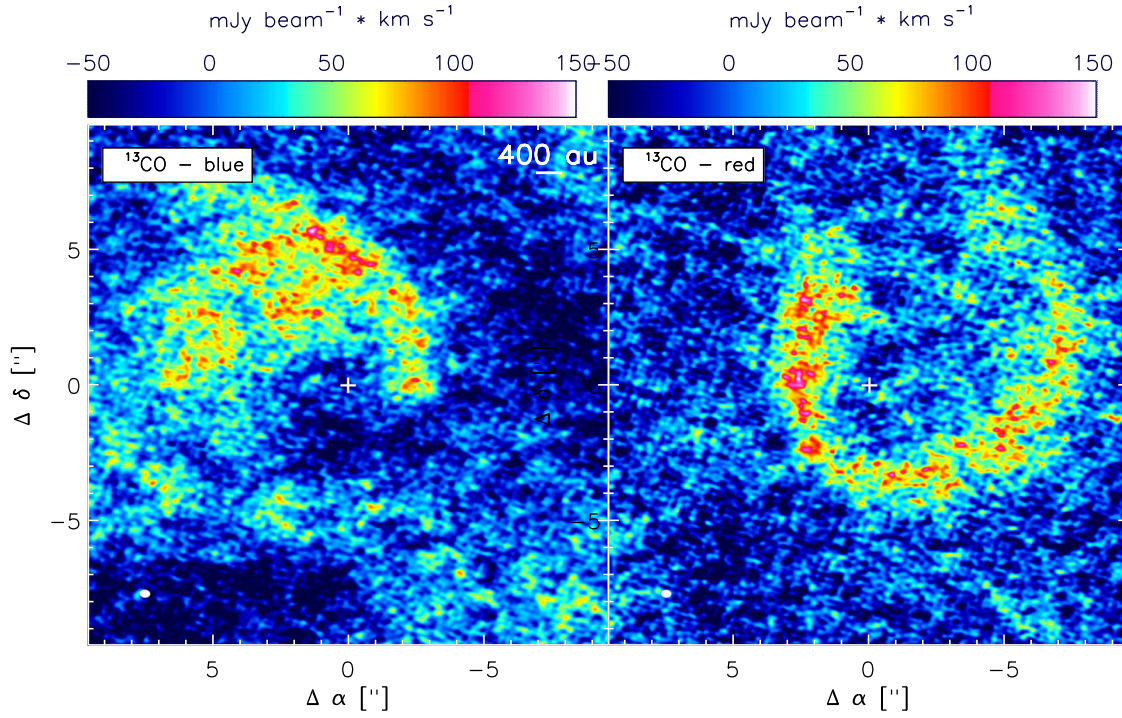 mJy beam⁻¹ * km s⁻¹
mJy beam⁻¹ * km s⁻¹
−50 0 50 100 150
−50 0 50 100 150
¹³CO − blue
400 au
¹³CO − red
5
0
−5
Δ δ ["]
5
−5
Δ δ ["]
5 0 −5
5 0 −5
Δ α ["]
Δ α ["]